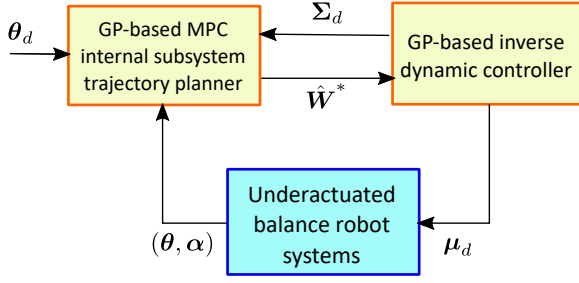 θ_d
GP-based MPC
internal subsystem
trajectory planner
Σ_d
Ŵ*
GP-based inverse
dynamic controller
Underactuated
balance robot
systems
(θ, α)
μ_d